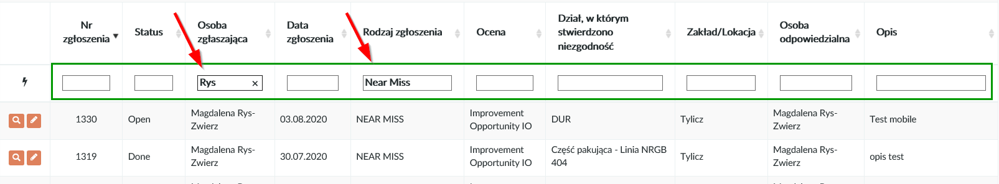 Nr zgłoszenia
Status
Osoba zgłaszająca
Data zgłoszenia
Rodzaj zgłoszenia
Ocena
Dział, w którym stwierdzono niezgodność
Zakład/Lokacja
Osoba odpowiedzialna
Opis
Rys ×
Near Miss
1330
Open
Magdalena Rys-
Zwierz
03.08.2020
NEAR MISS
Improvement
Opportunity IO
DUR
Tylicz
Magdalena Rys-
Zwierz
Test mobile
1319
Done
Magdalena Rys-
Zwierz
30.07.2020
NEAR MISS
Improvement
Opportunity IO
Część pakująca - Linia NRGB
404
Tylicz
Magdalena Rys-
Zwierz
opis test